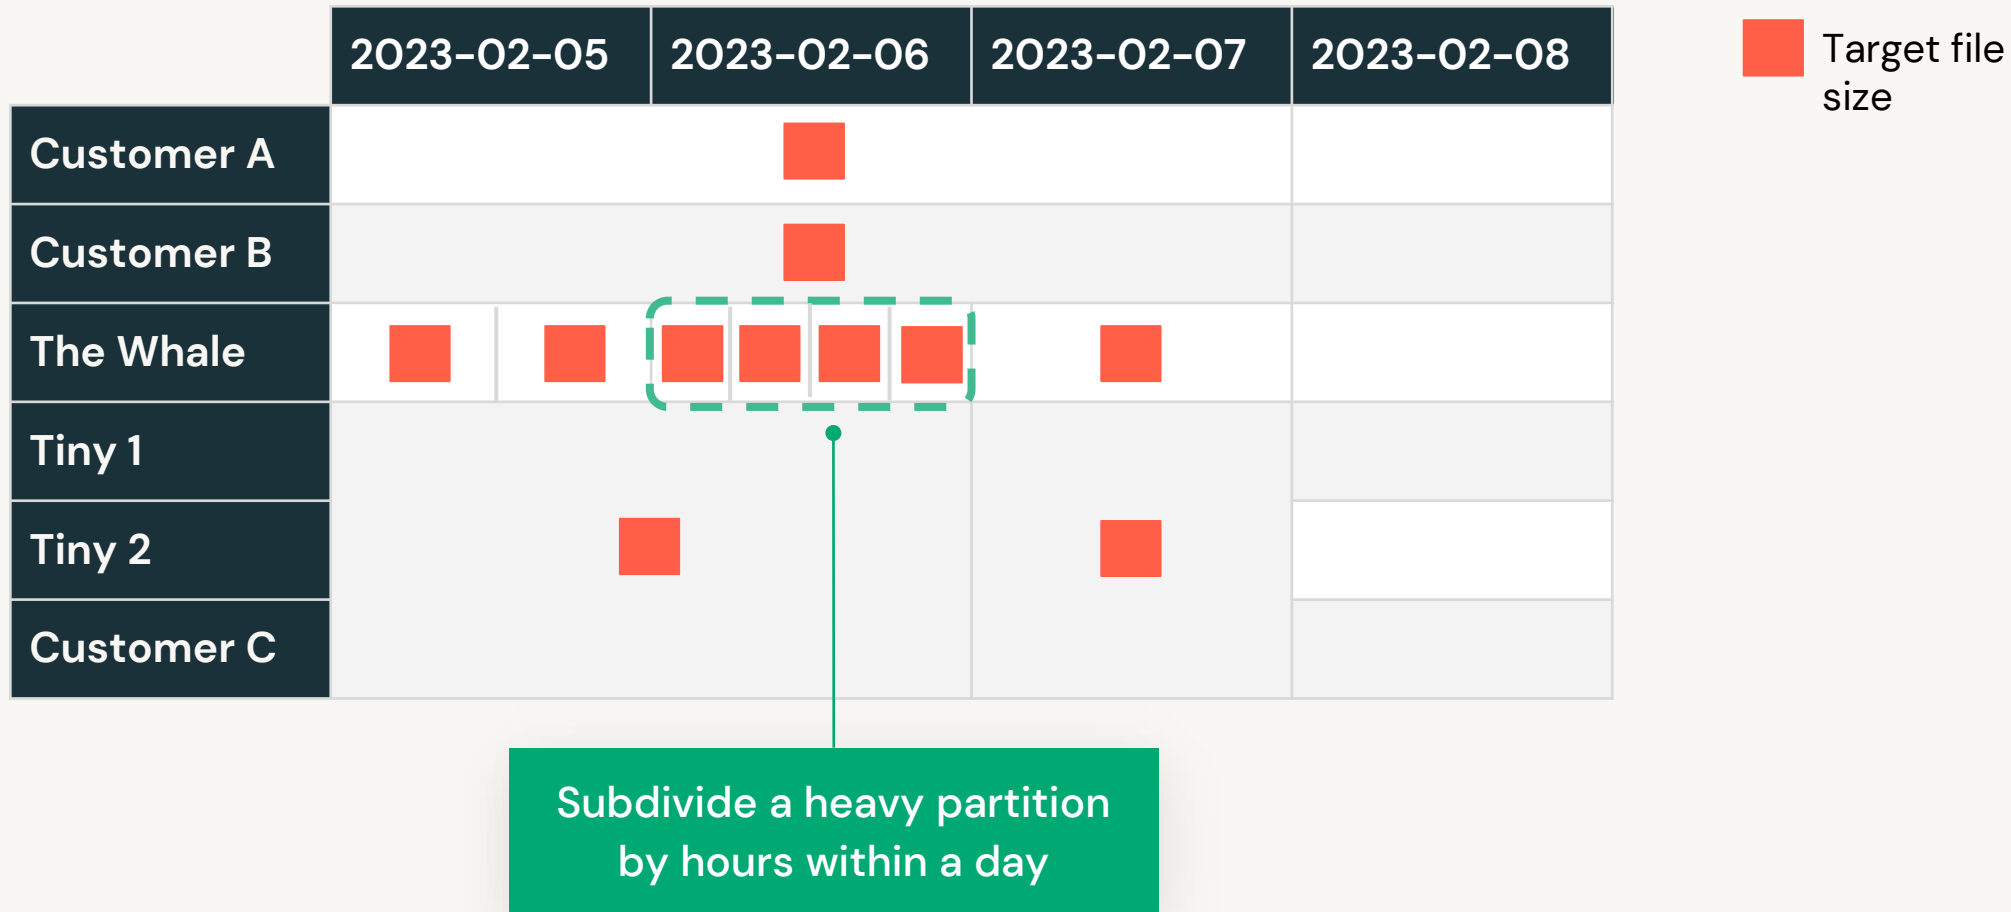 2023-02-05 2023-02-06 2023-02-07 2023-02-08
Target file
size
Customer A
Customer B
The Whale
Tiny 1
Tiny 2
Customer C
Subdivide a heavy partition
by hours within a day